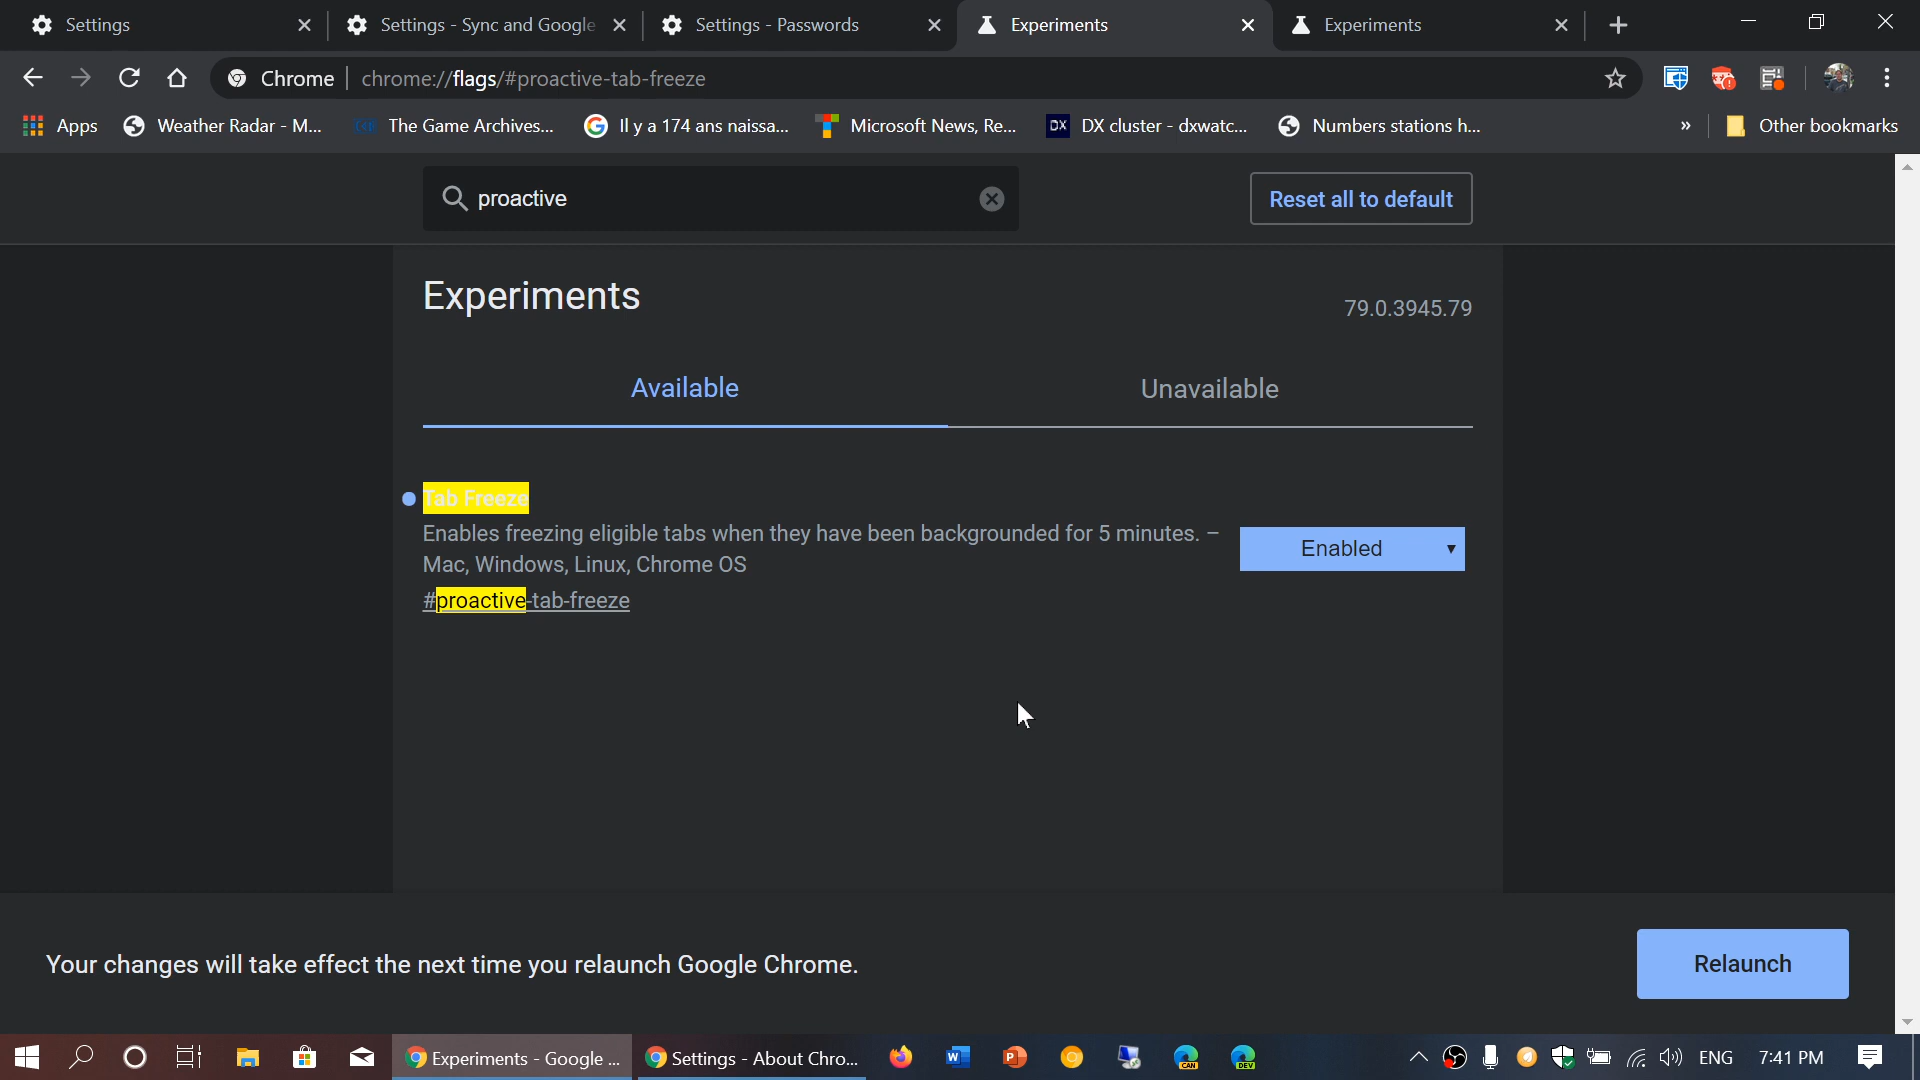 Settings
Settings - Sync and Google
Settings - Passwords
Experiments
Experiments
Chrome
chrome://flags/#proactive-tab-freeze
Apps
Weather Radar - M...
The Game Archives...
Il y a 174 ans naissa...
Microsoft News, Re...
DX
DX cluster - dxwatc...
Numbers stations h...
»
Other bookmarks
proactive
Reset all to default
Experiments
79.0.3945.79
Available
Unavailable
Tab Freeze
Enables freezing eligible tabs when they have been backgrounded for 5 minutes. –
Mac, Windows, Linux, Chrome OS
#proactive-tab-freeze
Enabled
Your changes will take effect the next time you relaunch Google Chrome.
Relaunch
Experiments - Google ...
Settings - About Chro...
W
P
CAN
DEV
ENG
7:41 PM